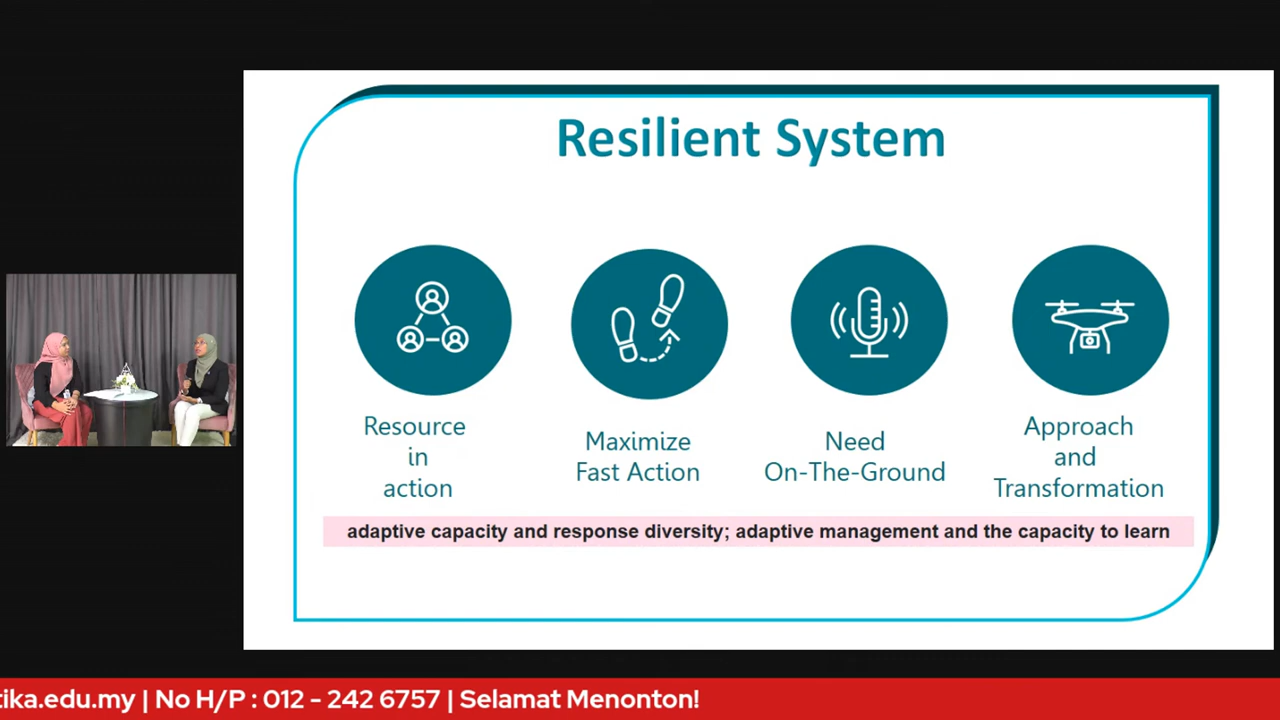 Resilient System
Resource
in
action
Maximize
Fast Action
Need
On-The-Ground
Approach
and
Transformation
adaptive capacity and response diversity; adaptive management and the capacity to learn
tika.edu.my | No H/P : 012 - 242 6757 | Selamat Menonton!